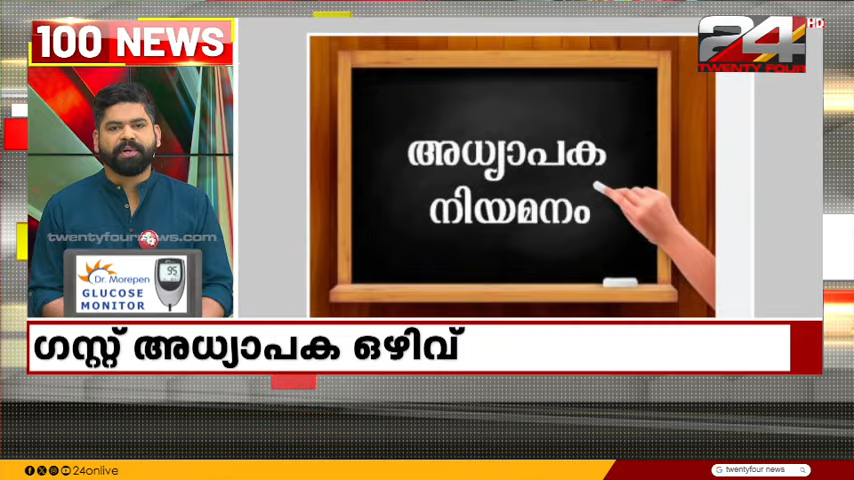 100 NEWS
24
HD
TWENTY FOUR
അധ്യാപക
നിയമനം
twentyfournews.com
Dr. Morepen
95
GLUCOSE
MONITOR
ഗസ്റ്റ് അധ്യാപക ഒഴിവ്
24onlive
twentyfour news